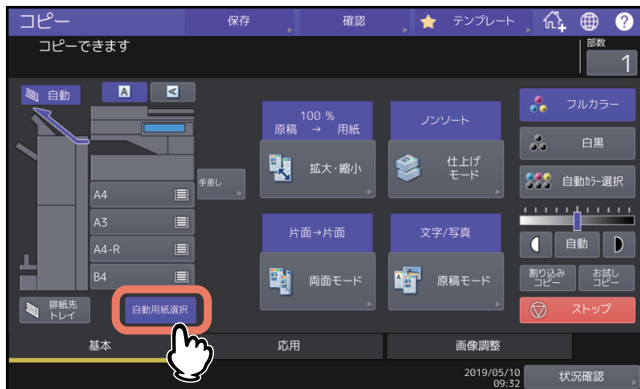 コピー
保存
確認
テンプレート
?
コピーできます
部数
1
自動
A
A
100 %
原稿 → 用紙
拡大・縮小
ノンソート
仕上げ
モード
フルカラー
白黒
自動カラー選択
手差し
A4
A3
A4-R
B4
片面→片面
両面モード
文字/写真
原稿モード
自動
割り込み
コピー
お試し
コピー
排紙先
トレイ
自動用紙選択
ストップ
基本
応用
画像調整
2019/05/10
09:32
状況確認